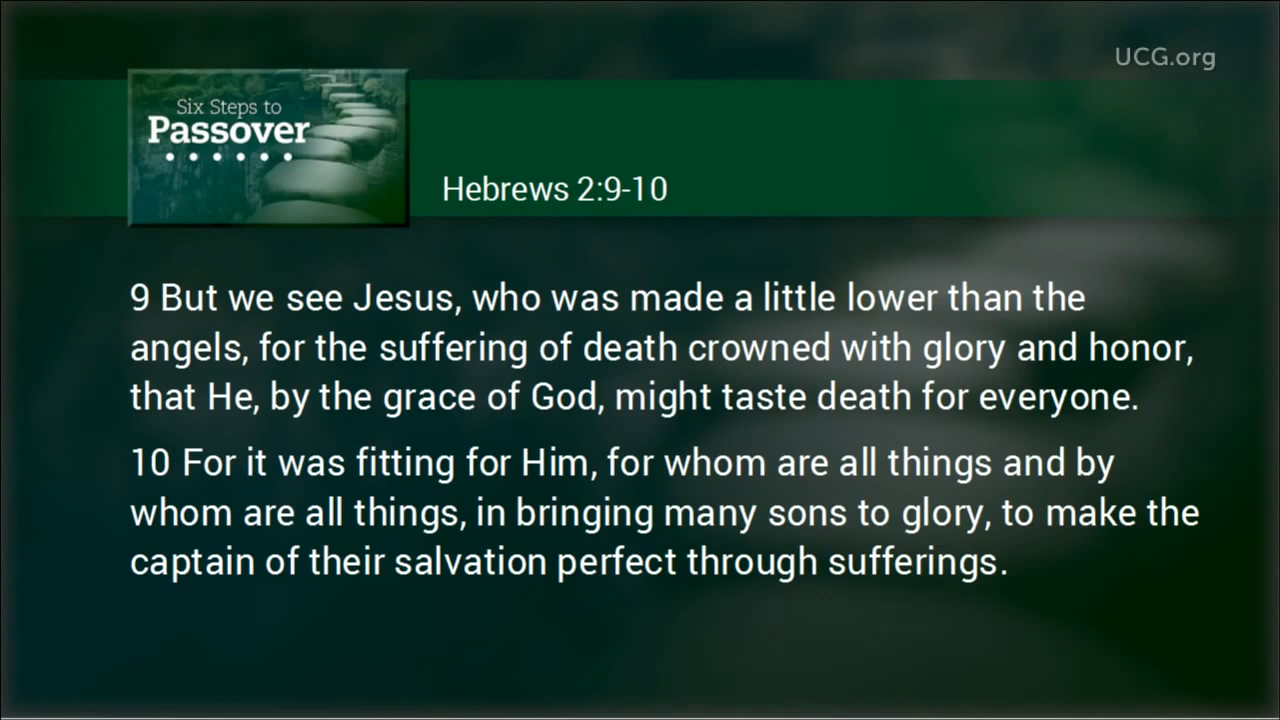 UCG.org
Six Steps to
Passover
Hebrews 2:9-10
9 But we see Jesus, who was made a little lower than the
angels, for the suffering of death crowned with glory and honor,
that He, by the grace of God, might taste death for everyone.
10 For it was fitting for Him, for whom are all things and by
whom are all things, in bringing many sons to glory, to make the
captain of their salvation perfect through sufferings.